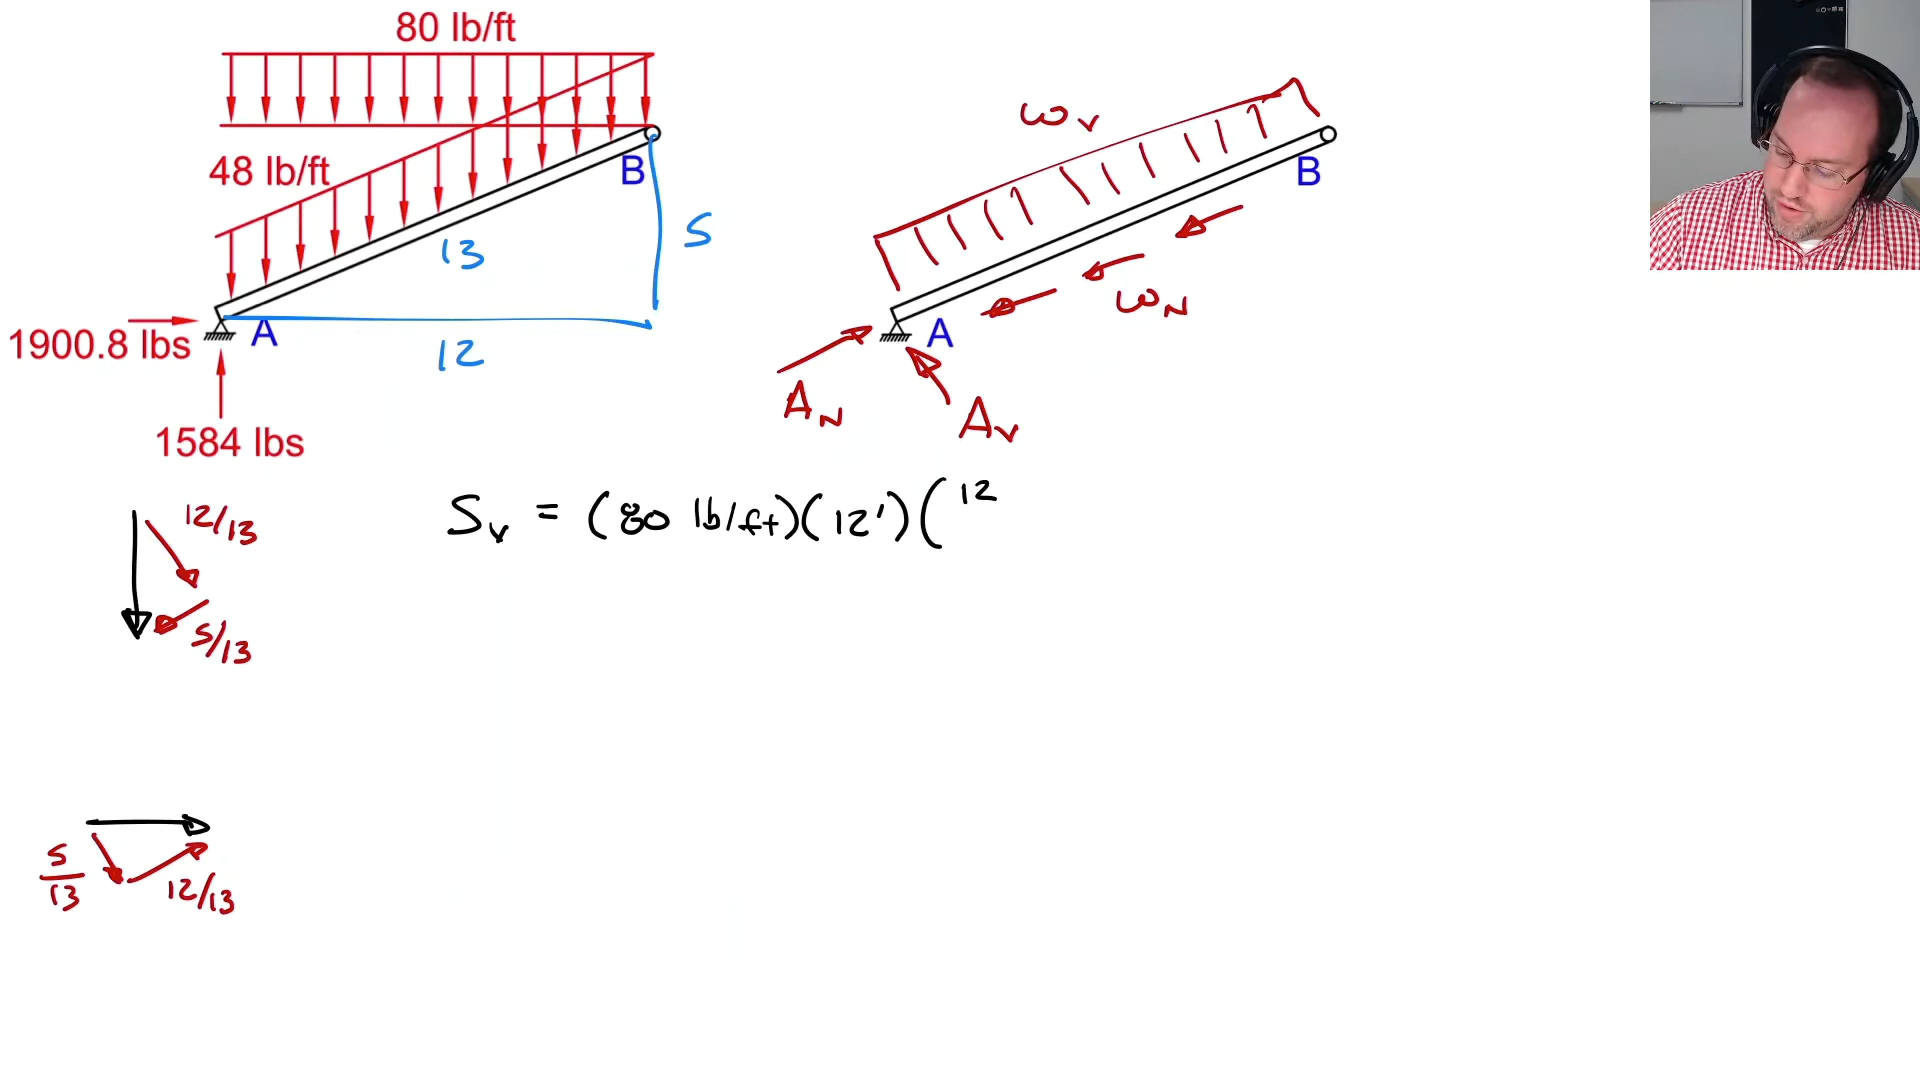 80 lb/ft
48 lb/ft
B
13
5
1900.8 lbs
A
12
1584 lbs
ωv
B
ωN
A
AN
Av
12/13
5/13
Sv = (80 lb/ft)(12')(12
5/13
12/13